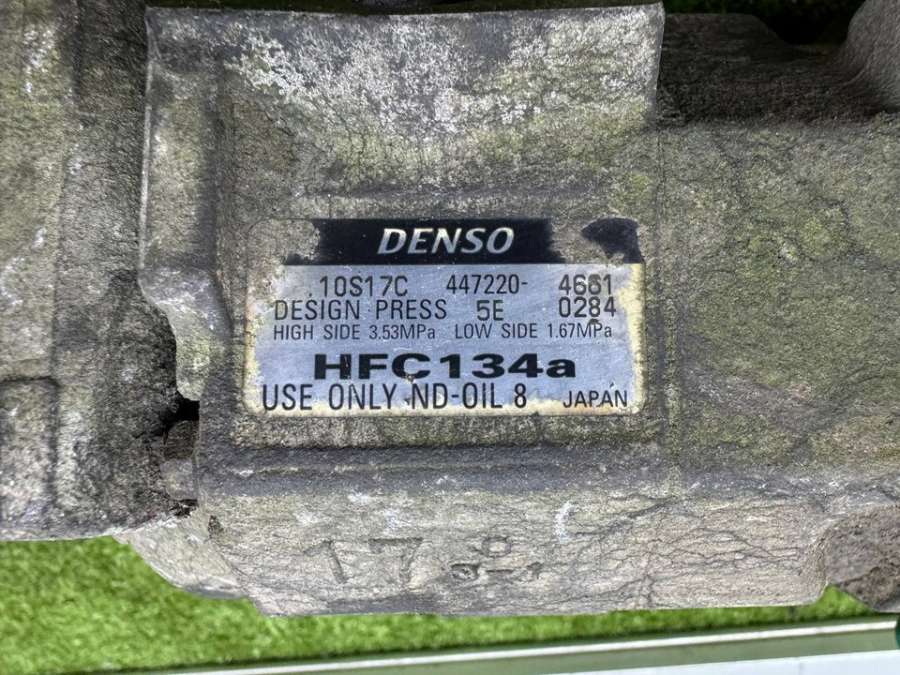 DENSO
10S17C 447220-4661
DESIGN PRESS 5E 0284
HIGH SIDE 3.53MPa LOW SIDE 1.67MPa
HFC134a
USE ONLY ND-OIL 8 JAPAN
17